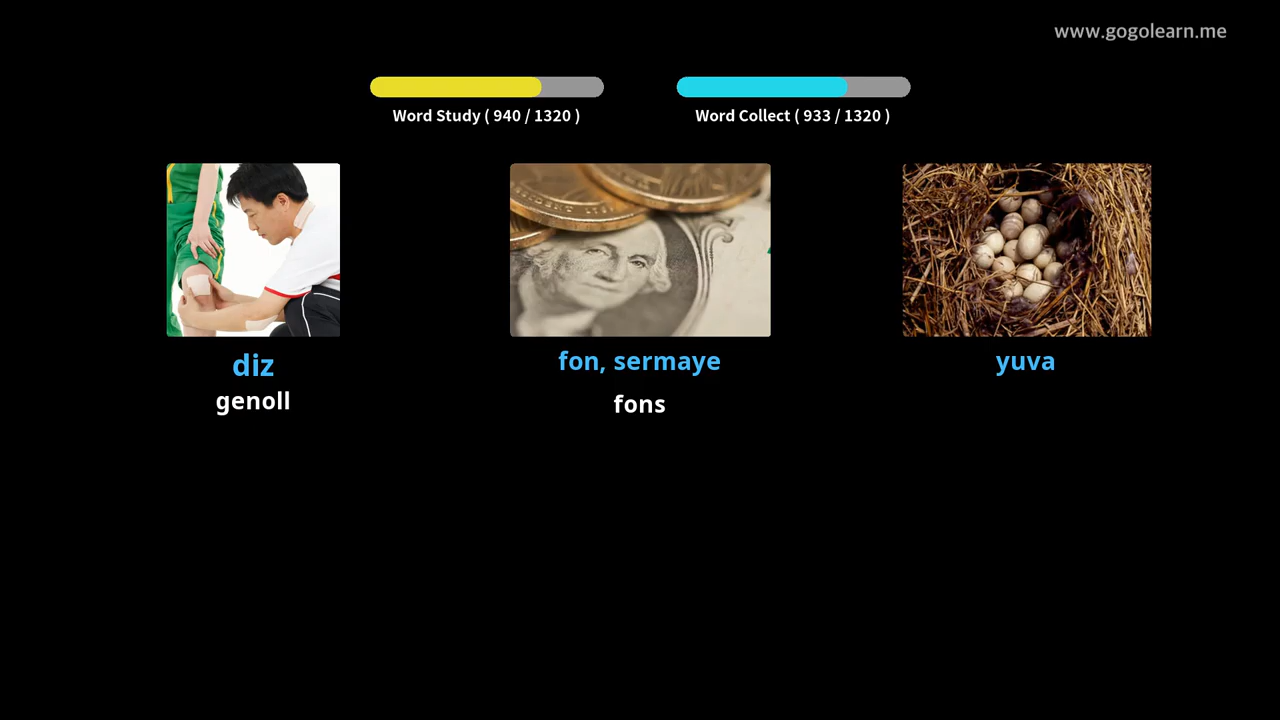 www.gogolearn.me
Word Study ( 940 / 1320 )
Word Collect ( 933 / 1320 )
diz
genoll
fon, sermaye
fons
yuva